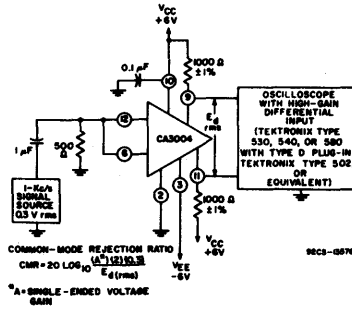 VCC
+6V
0.1 µF
1000 Ω
±1%
10
9
12
6
CA3004
Ed
rms
11
2
3
1 µF
500
Ω
1-Kc/s
SIGNAL
SOURCE
0.3 V rms
OSCILLOSCOPE
WITH HIGH-GAIN
DIFFERENTIAL
INPUT
(TEKTRONIX TYPE
530, 540, OR 580
WITH TYPE D PLUG-IN,
TEKTRONIX TYPE 502
OR
EQUIVALENT)
1000 Ω
±1%
VCC
+6V
VEE
-6V
COMMON-MODE REJECTION RATIO
CMR = 20 LOG10 (A*)(2)(0.3)
Ed(rms)
*A = SINGLE-ENDED VOLTAGE
GAIN